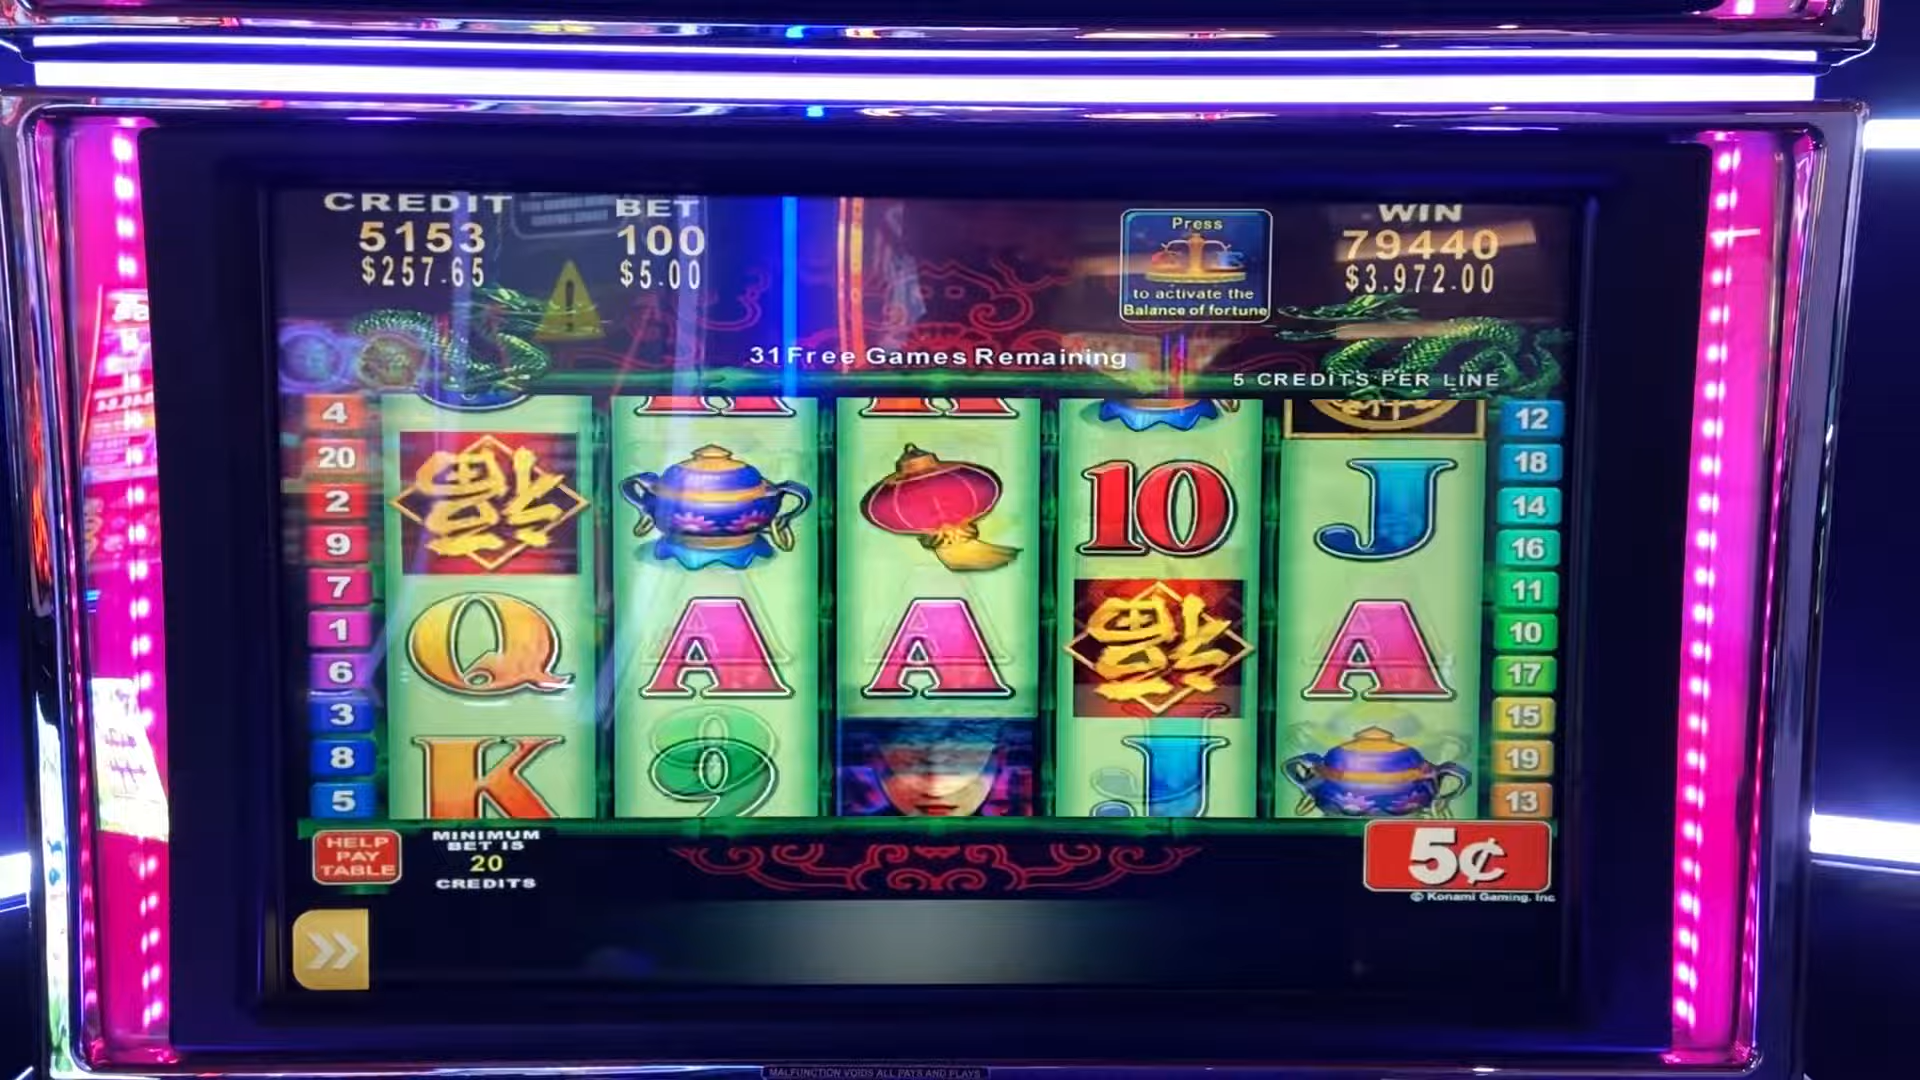 CREDIT
5153
$257.65
BET
100
$5.00
Press
to activate the
Balance of fortune
WIN
79440
$3,972.00
31 Free Games Remaining
5 CREDITS PER LINE
4
20
2
9
7
1
6
3
8
5
福
10
J
Q
A
A
福
A
K
9
J
12
18
14
16
11
10
17
15
19
13
HELP
PAY
TABLE
MINIMUM
BET IS
20
CREDITS
5¢
© Konami Gaming, Inc
MALFUNCTION VOIDS ALL PAYS AND PLAYS